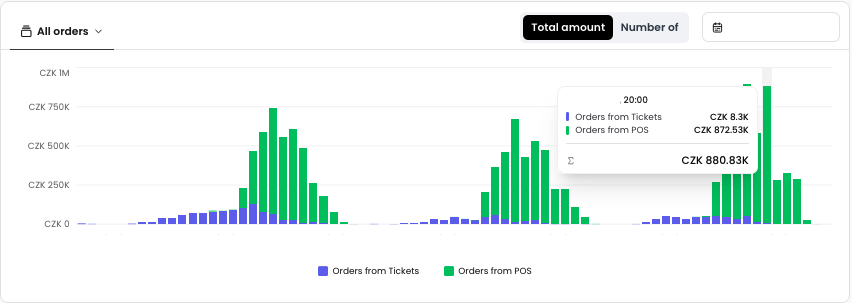 All orders
Total amount
Number of
CZK 1M
CZK 750K
CZK 500K
CZK 250K
CZK 0
, 20:00
Orders from Tickets CZK 8.3K
Orders from POS CZK 872.53K
Σ CZK 880.83K
Orders from Tickets
Orders from POS